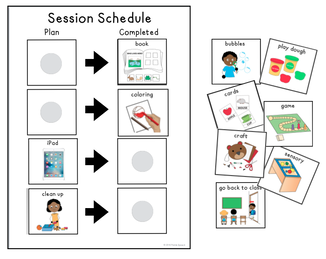 Session Schedule
Plan
Completed
book
coloring
iPad
clean up
bubbles
play dough
cards
game
craft
sensory
go back to class